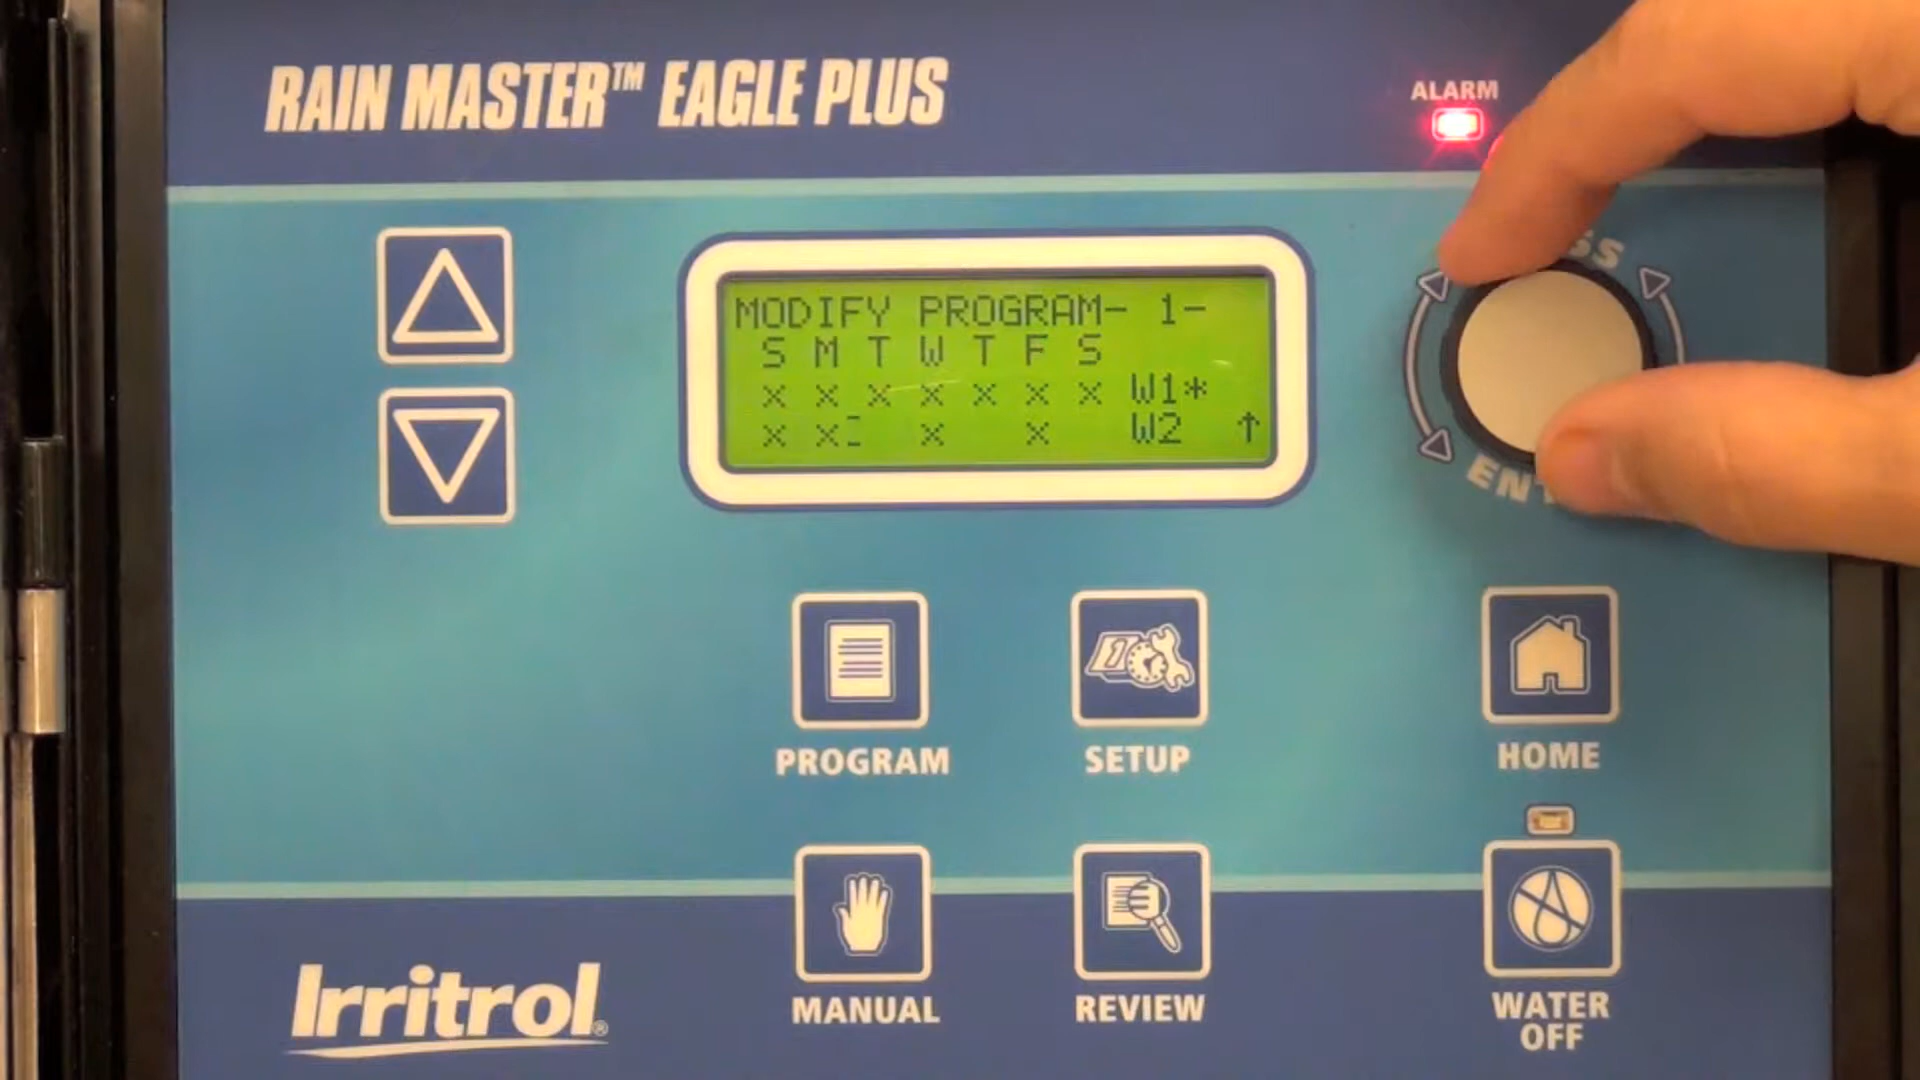 RAIN MASTER™ EAGLE PLUS
ALARM
MODIFY PROGRAM- 1-
S M T W T F S
x x x x x x x W1*
x x x x W2 ↑
PROGRAM
SETUP
HOME
MANUAL
REVIEW
WATER
OFF
Irritrol®